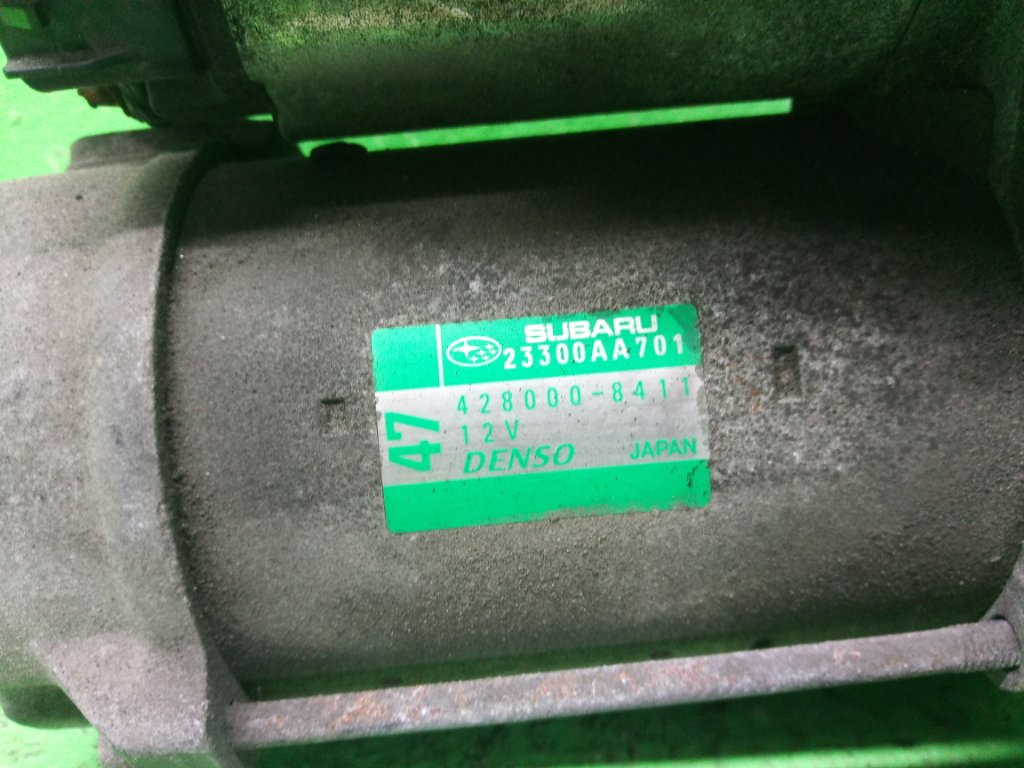 SUBARU
23300AA701
428000-8411
12V
DENSO JAPAN
47